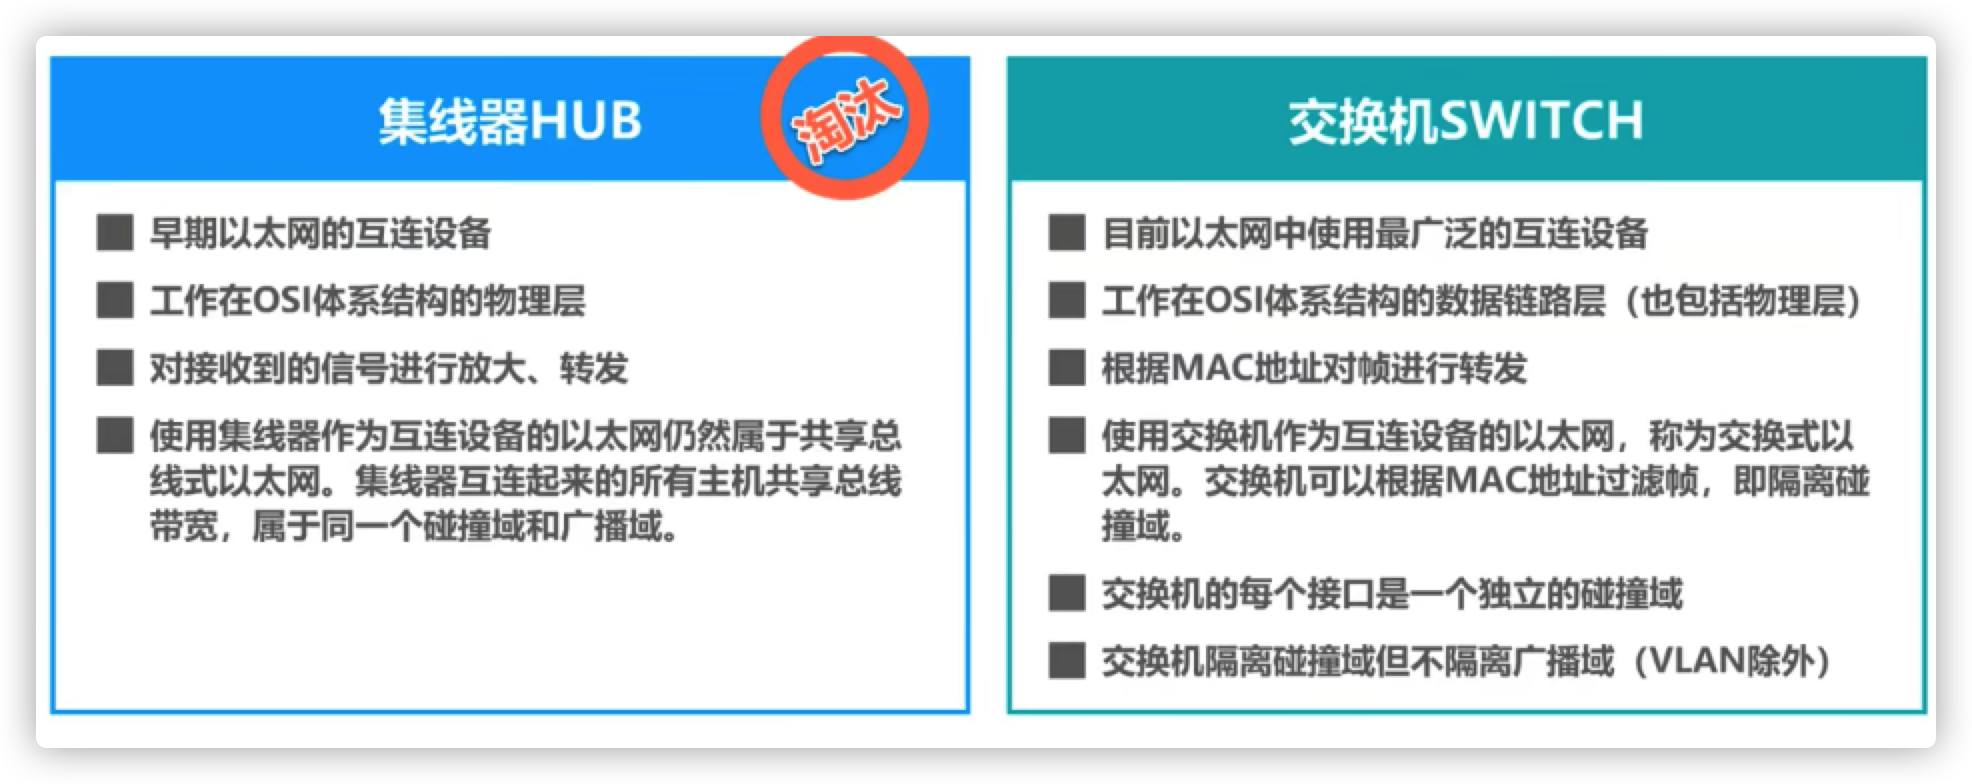 集线器HUB
淘汰
早期以太网的互连设备
工作在OSI体系结构的物理层
对接收到的信号进行放大、转发
使用集线器作为互连设备的以太网仍然属于共享总
线式以太网。集线器互连起来的所有主机共享总线
带宽，属于同一个碰撞域和广播域。
交换机SWITCH
目前以太网中使用最广泛的互连设备
工作在OSI体系结构的数据链路层（也包括物理层）
根据MAC地址对帧进行转发
使用交换机作为互连设备的以太网，称为交换式以
太网。交换机可以根据MAC地址过滤帧，即隔离碰
撞域。
交换机的每个接口是一个独立的碰撞域
交换机隔离碰撞域但不隔离广播域（VLAN除外）